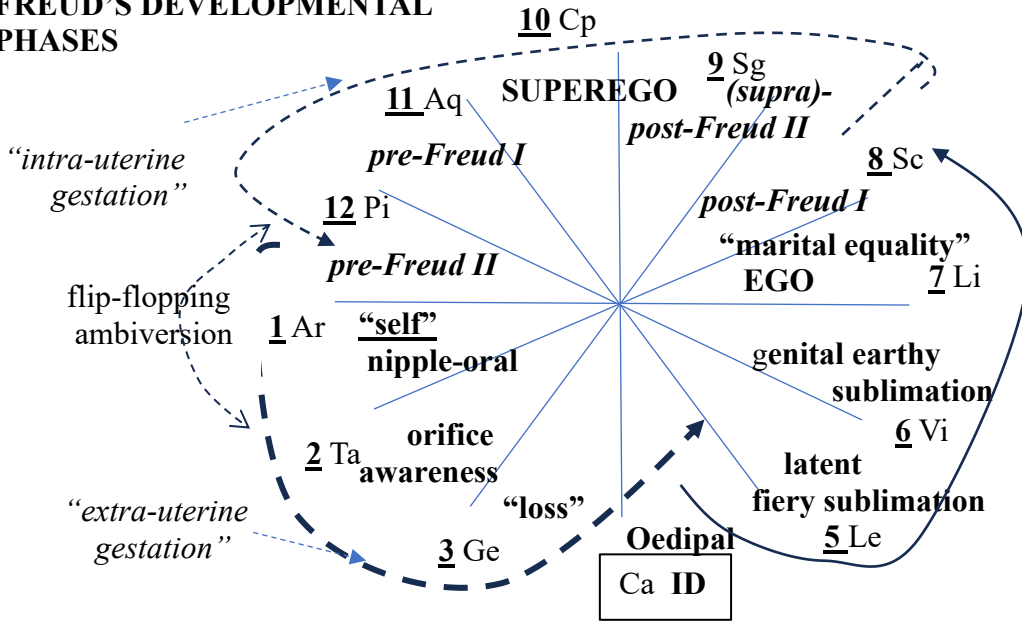 FREUD’S DEVELOPMENTAL
PHASES
10 Cp
9 Sg
SUPEREGO
(supra)-
post-Freud II
11 Aq
pre-Freud I
“intra-uterine
gestation”
8 Sc
post-Freud I
12 Pi
pre-Freud II
“marital equality”
EGO
7 Li
flip-flopping
ambiversion
1 Ar
“self”
nipple-oral
genital earthy
sublimation
6 Vi
orifice
awareness
2 Ta
latent
fiery sublimation
5 Le
“loss”
“extra-uterine
gestation”
3 Ge
Oedipal
Ca ID